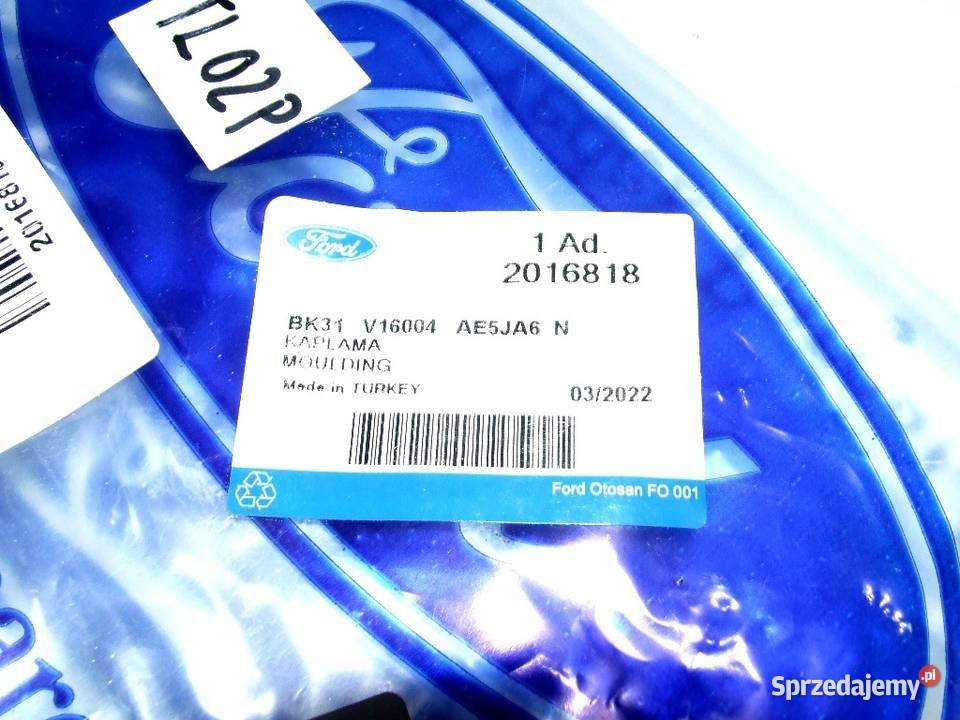 TL02P
2016818
Ford
1 Ad.
2016818
BK31 V16004 AE5JA6 N
KAPLAMA
MOULDING
Made in TURKEY
03/2022
Ford Otosan FO 001
Sprzedajemy.pl